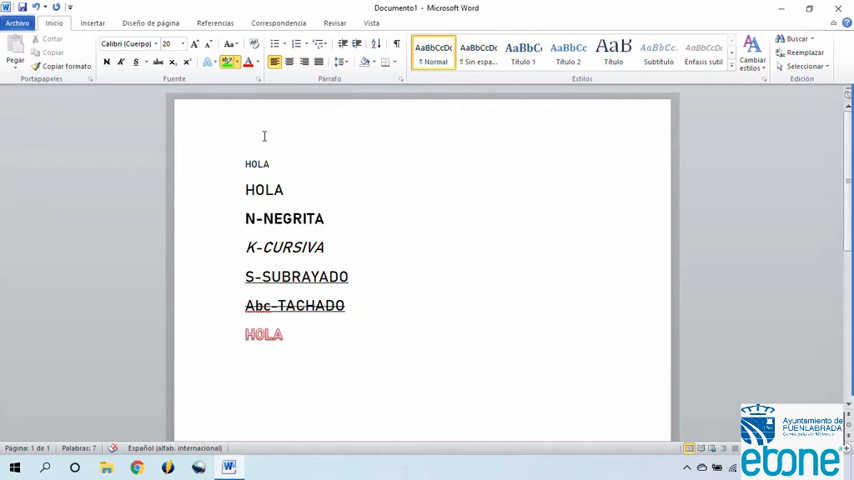 Documento1 - Microsoft Word
Archivo Inicio Insertar Diseño de página Referencias Correspondencia Revisar Vista
Pegar
Cortar
Copiar
Copiar formato
Portapapeles
Calibri (Cuerpo) 20
N K S abc x, x²
Fuente
Párrafo
AaBbCcDc AaBbCcDc AaBbC AaBbCc AaB AaBbCc. AaBbCcDc
¶ Normal ¶ Sin espa... Título 1 Título 2 Título Subtítulo Énfasis sutil
Cambiar estilos
Estilos
Buscar
Reemplazar
Seleccionar
Edición
HOLA
HOLA
N-NEGRITA
K-CURSIVA
S-SUBRAYADO
Abc-TACHADO
HOLA
Página: 1 de 1 Palabras: 7 Español (alfab. internacional)
Ayuntamiento de
FUENLABRADA
etone